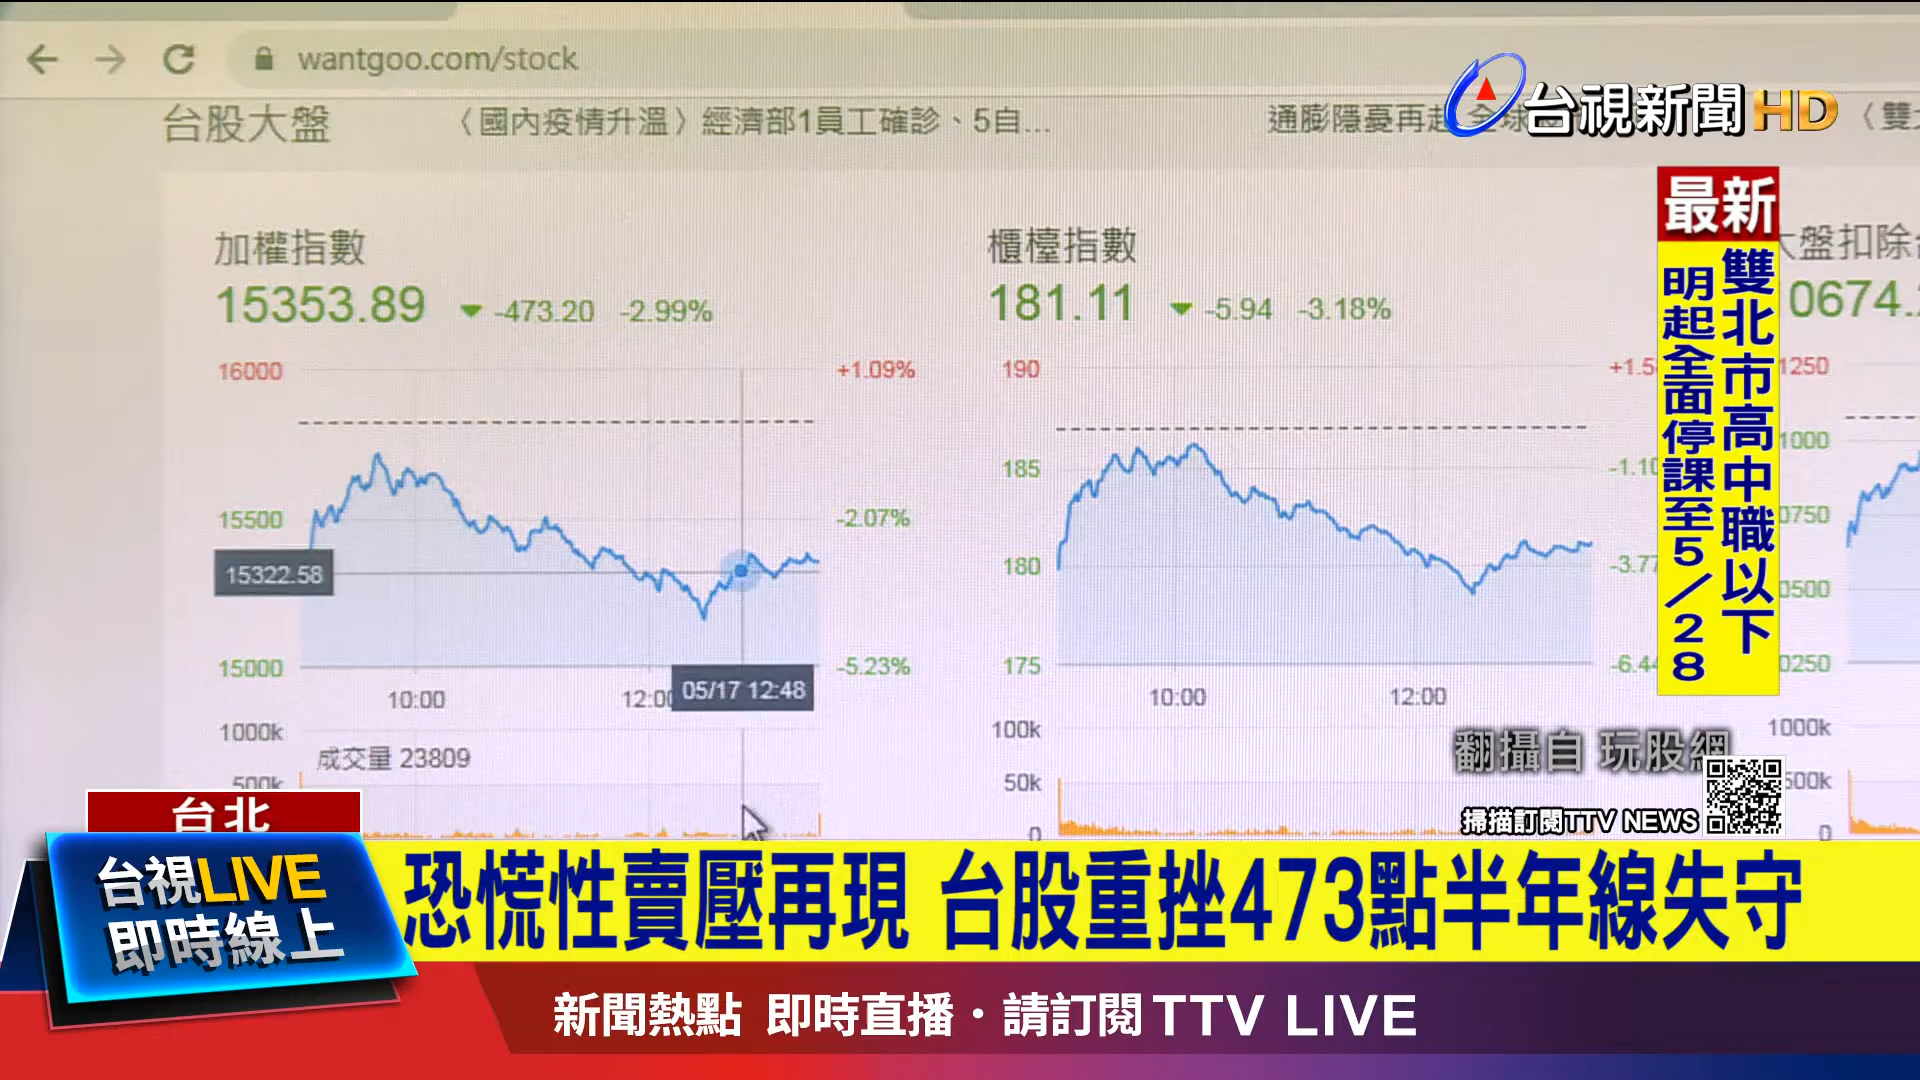 wantgoo.com/stock
台股大盤
〈國內疫情升溫〉經濟部1員工確診、5自...
通膨隱憂再起
台視新聞HD
加權指數
15353.89 ▼ -473.20 -2.99%
16000
+1.09%
15500
-2.07%
15322.58
15000
-5.23%
10:00
05/17 12:48
1000k
成交量 23809
500k
櫃檯指數
181.11 ▼ -5.94 -3.18%
190
185
180
175
10:00
12:00
100k
50k
0
大盤扣除
1000k
500k
0
最新
雙北市高中職以下
明起全面停課至5/28
翻攝自 玩股網
掃描訂閱TTV NEWS
台北
台視LIVE
即時線上
恐慌性賣壓再現 台股重挫473點半年線失守
新聞熱點 即時直播・請訂閱TTV LIVE